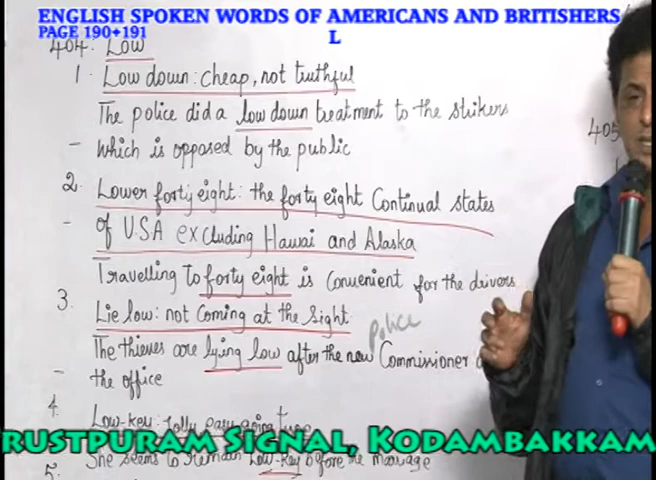 ENGLISH SPOKEN WORDS OF AMERICANS AND BRITISHERS
PAGE 190+191
L
404. Low
1. Low down: cheap, not truthful
The police did a low down treatment to the strikers
- which is opposed by the public
2. Lower forty eight: the forty eight Continual states
- of U.S.A excluding Hawai and Alaska
Travelling to forty eight is convenient for the drivers
3. Lie low: not coming at the sight
police
The thieves are lying low after the new Commissioner
- the office
4. Low-key: Jolly easy going type
RUSTPURAM SIGNAL, KODAMBAKKAM
She seems to remain low-key before the marriage
5.
405